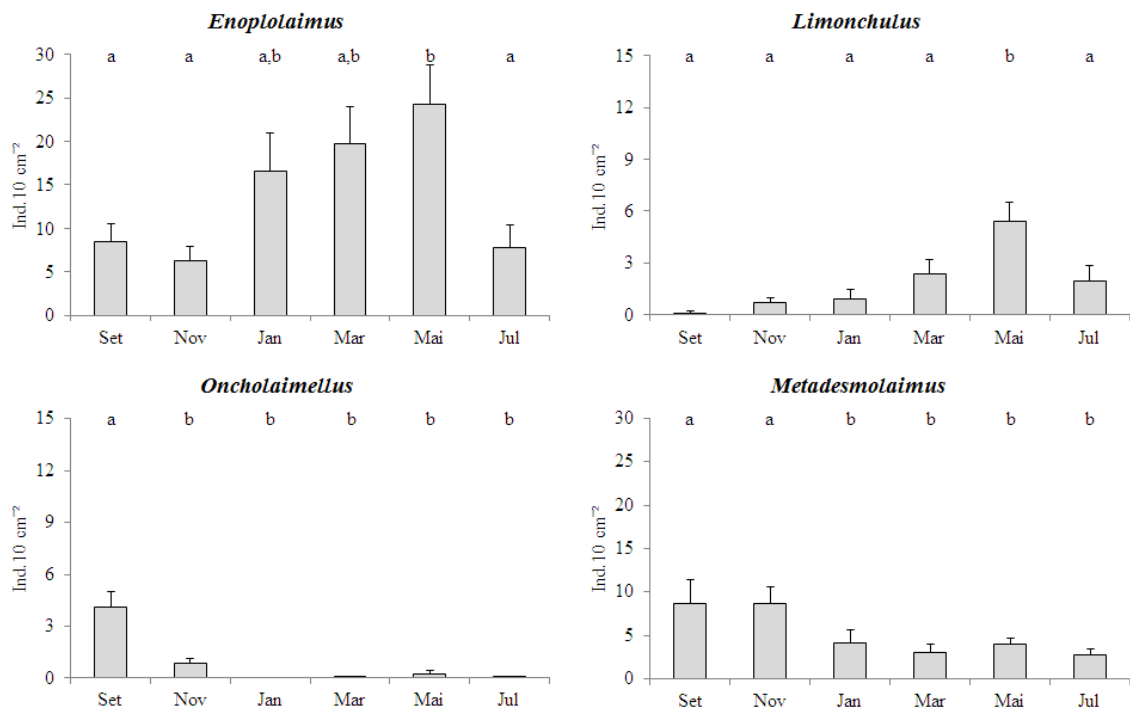 Enoplolaimus
a a a,b a,b b a
30
25
20
15
10
5
0
Ind.10 cm⁻²
Set Nov Jan Mar Mai Jul
Limonchulus
a a a a b a
15
12
9
6
3
0
Ind.10 cm⁻²
Set Nov Jan Mar Mai Jul
Oncholaimellus
a b b b b b
15
12
9
6
3
0
Ind.10 cm⁻²
Set Nov Jan Mar Mai Jul
Metadesmolaimus
a a b b b b
30
25
20
15
10
5
0
Ind.10 cm⁻²
Set Nov Jan Mar Mai Jul